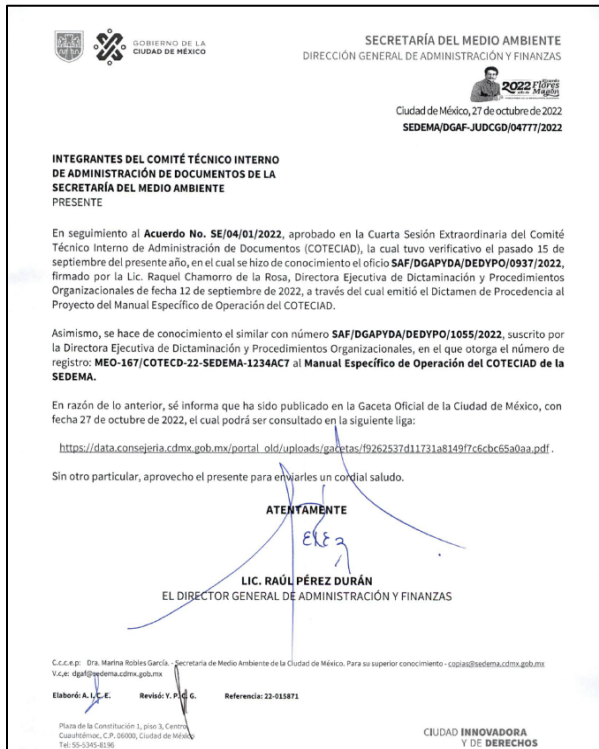 GOBIERNO DE LA
CIUDAD DE MÉXICO
SECRETARÍA DEL MEDIO AMBIENTE
DIRECCIÓN GENERAL DE ADMINISTRACIÓN Y FINANZAS
2022 Ricardo
Flores
Magón
Ciudad de México, 27 de octubre de 2022
SEDEMA/DGAF-JUDCGD/04777/2022
INTEGRANTES DEL COMITÉ TÉCNICO INTERNO
DE ADMINISTRACIÓN DE DOCUMENTOS DE LA
SECRETARÍA DEL MEDIO AMBIENTE
PRESENTE
En seguimiento al Acuerdo No. SE/04/01/2022, aprobado en la Cuarta Sesión Extraordinaria del Comité
Técnico Interno de Administración de Documentos (COTECIAD), la cual tuvo verificativo el pasado 15 de
septiembre del presente año, en el cual se hizo de conocimiento el oficio SAF/DGAPYDA/DEDYPO/0937/2022,
firmado por la Lic. Raquel Chamorro de la Rosa, Directora Ejecutiva de Dictaminación y Procedimientos
Organizacionales de fecha 12 de septiembre de 2022, a través del cual emitió el Dictamen de Procedencia al
Proyecto del Manual Específico de Operación del COTECIAD.
Asimismo, se hace de conocimiento el similar con número SAF/DGAPYDA/DEDYPO/1055/2022, suscrito por
la Directora Ejecutiva de Dictaminación y Procedimientos Organizacionales, en el que otorga el número de
registro: MEO-167/COTECD-22-SEDEMA-1234AC7 al Manual Específico de Operación del COTECIAD de la
SEDEMA.
En razón de lo anterior, sé informa que ha sido publicado en la Gaceta Oficial de la Ciudad de México, con
fecha 27 de octubre de 2022, el cual podrá ser consultado en la siguiente liga:
https://data.consejeria.cdmx.gob.mx/portal_old/uploads/gacetas/f9262537d11731a8149f7c6cbc65a0aa.pdf.
Sin otro particular, aprovecho el presente para enviarles un cordial saludo.
ATENTAMENTE
LIC. RAÚL PÉREZ DURÁN
EL DIRECTOR GENERAL DE ADMINISTRACIÓN Y FINANZAS
C.c.c.e.p: Dra. Marina Robles García. - Secretaria de Medio Ambiente de la Ciudad de México. Para su superior conocimiento - copias@sedema.cdmx.gob.mx
V.c,e: dgaf@sedema.cdmx.gob.mx
Elaboró: A. I. C. E. Revisó: Y. P. G. G. Referencia: 22-015871
Plaza de la Constitución 1, piso 3, Centro,
Cuauhtémoc, C.P. 06000, Ciudad de México
Tel: 55-5345-8196
CIUDAD INNOVADORA
Y DE DERECHOS